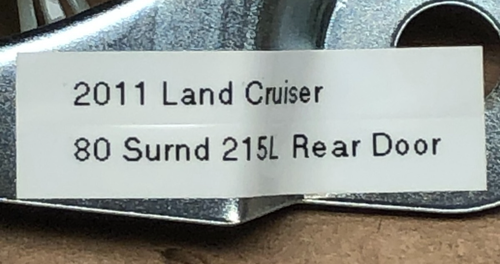 2011 Land Cruiser
80 Surnd 215L Rear Door